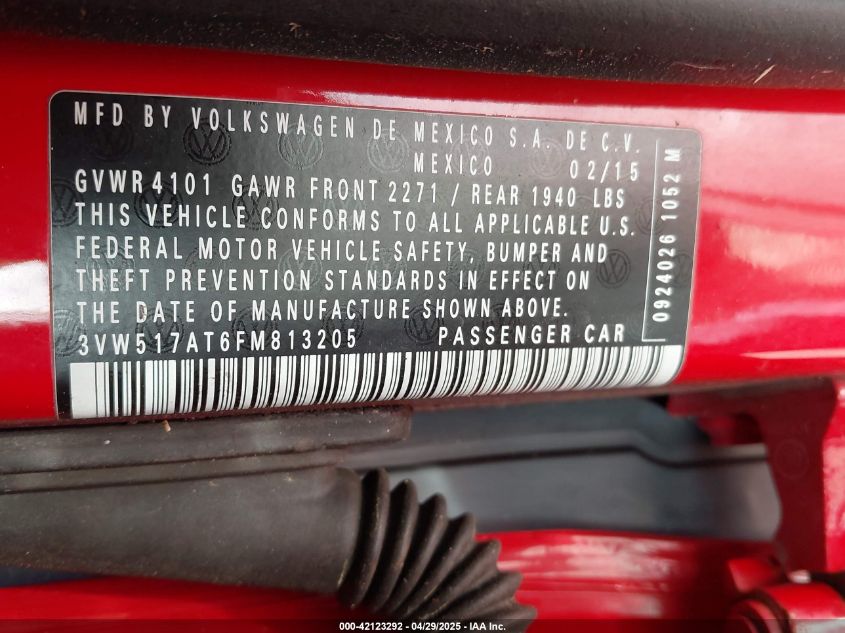 MFD BY VOLKSWAGEN DE MEXICO S.A. DE C.V.
MEXICO 02/15
GVWR 4101 GAWR FRONT 2271 / REAR 1940 LBS
THIS VEHICLE CONFORMS TO ALL APPLICABLE U.S.
FEDERAL MOTOR VEHICLE SAFETY, BUMPER AND
THEFT PREVENTION STANDARDS IN EFFECT ON
THE DATE OF MANUFACTURE SHOWN ABOVE.
3VW517AT6FM813205 PASSENGER CAR
0924026 1052 M
000-42123292 - 04/29/2025 - IAA Inc.